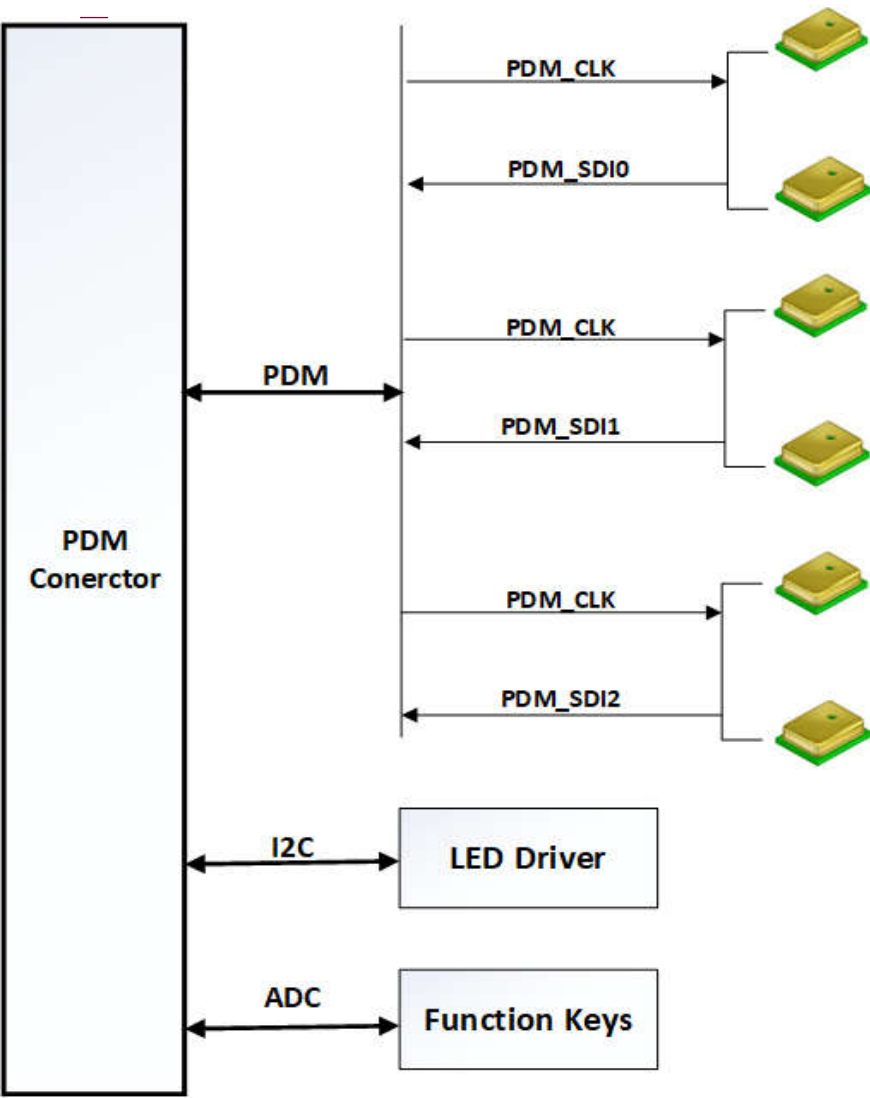 PDM_CLK
PDM_SDI0
PDM_CLK
PDM
PDM_SDI1
PDM
Conerctor
PDM_CLK
PDM_SDI2
I2C
LED Driver
ADC
Function Keys